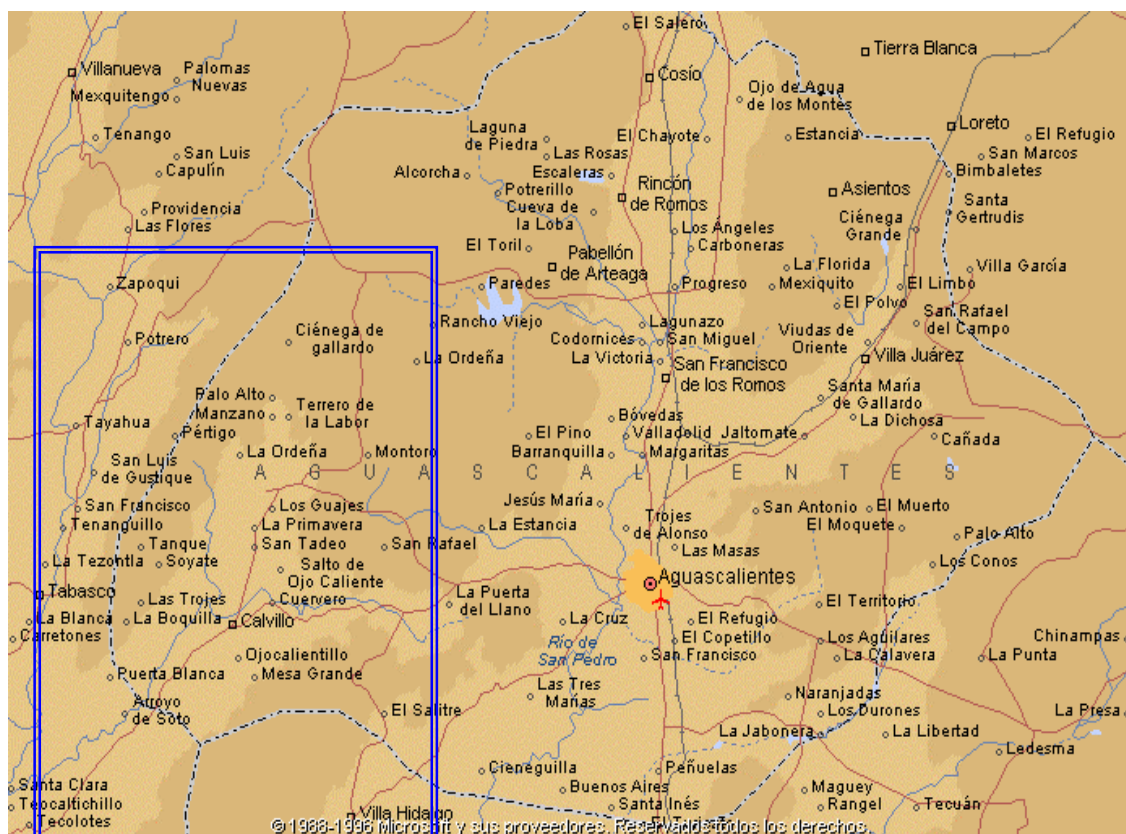 El Salero
Villanueva
Palomas
Nuevas
Mexquitengo
Tierra Blanca
Cosío
Ojo de Agua
de los Montes
Tenango
Laguna
de Piedra
El Chayote
Estancia
Loreto
El Refugio
San Luis
Capulín
Las Rosas
Escaleras
Alcorcha
San Marcos
Bimbaletes
Potrerillo
Cueva de
la Loba
Rincón
de Romos
Asientos
Santa
Gertrudis
Providencia
Las Flores
El Toril
Los Ángeles
Carboneras
Ciénega
Grande
Pabellón
de Arteaga
La Florida
Villa García
Zapoqui
Paredes
Progreso
Mexiquito
El Limbo
El Polvo
Rancho Viejo
Lagunazo
San Rafael
del Campo
Potrero
Ciénega de
gallardo
Codornices
San Miguel
Viudas de
Oriente
La Ordeña
La Victoria
Villa Juárez
San Francisco
de los Romos
Palo Alto
Manzano
Terrero de
la Labor
Santa María
de Gallardo
Tayahua
Pértigo
Bóvedas
La Dichosa
El Pino
Valladolid
Jaltomate
Cañada
La Ordeña
Montoro
Barranquilla
Margaritas
San Luis
de Gustique
A G U A S C A L I E N T E S
San Francisco
Los Guajes
Jesús María
San Antonio
El Muerto
Tenanguillo
La Primavera
La Estancia
Trojes
de Alonso
El Moquete
Palo Alto
Tanque
San Tadeo
San Rafael
Las Masas
La Tezontla
Soyate
Salto de
Ojo Caliente
Los Conos
Aguascalientes
Tabasco
Las Trojes
Cuervero
La Puerta
del Llano
El Territorio
La Blanca
La Boquilla
Calvillo
La Cruz
El Refugio
Carretones
El Copetillo
Los Aguilares
Chinampas
Río de
San Pedro
Ojocalientillo
San Francisco
La Calavera
La Punta
Puerta Blanca
Mesa Grande
Las Tres
Marías
Naranjadas
Arroyo
de Soto
El Salitre
Los Durones
La Presa
La Jabonera
La Libertad
Ledesma
Cieneguilla
Peñuelas
Santa Clara
Buenos Aires
Maguey
Teocaltichillo
Villa Hidalgo
Santa Inés
Rangel
Tecuán
Tecolotes
© 1988-1996 Microsoft y sus proveedores. Reservados todos los derechos.